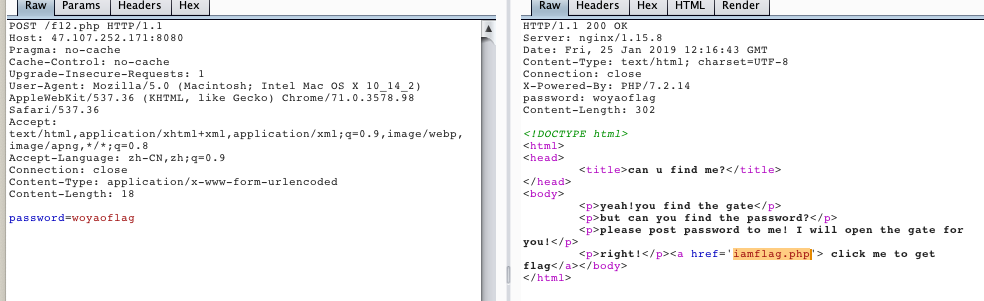 Raw Params Headers Hex
POST /f12.php HTTP/1.1
Host: 47.107.252.171:8080
Pragma: no-cache
Cache-Control: no-cache
Upgrade-Insecure-Requests: 1
User-Agent: Mozilla/5.0 (Macintosh; Intel Mac OS X 10_14_2)
AppleWebKit/537.36 (KHTML, like Gecko) Chrome/71.0.3578.98
Safari/537.36
Accept:
text/html,application/xhtml+xml,application/xml;q=0.9,image/webp,
image/apng,*/*;q=0.8
Accept-Language: zh-CN,zh;q=0.9
Connection: close
Content-Type: application/x-www-form-urlencoded
Content-Length: 18
password=woyaoflag
Raw Headers Hex HTML Render
HTTP/1.1 200 OK
Server: nginx/1.15.8
Date: Fri, 25 Jan 2019 12:16:43 GMT
Content-Type: text/html; charset=UTF-8
Connection: close
X-Powered-By: PHP/7.2.14
password: woyaoflag
Content-Length: 302
<!DOCTYPE html>
<html>
<head>
<title>can u find me?</title>
</head>
<body>
<p>yeah!you find the gate</p>
<p>but can you find the password?</p>
<p>please post password to me! I will open the gate for
you!</p>
<p>right!</p><a href='iamflag.php'> click me to get
flag</a></body>
</html>